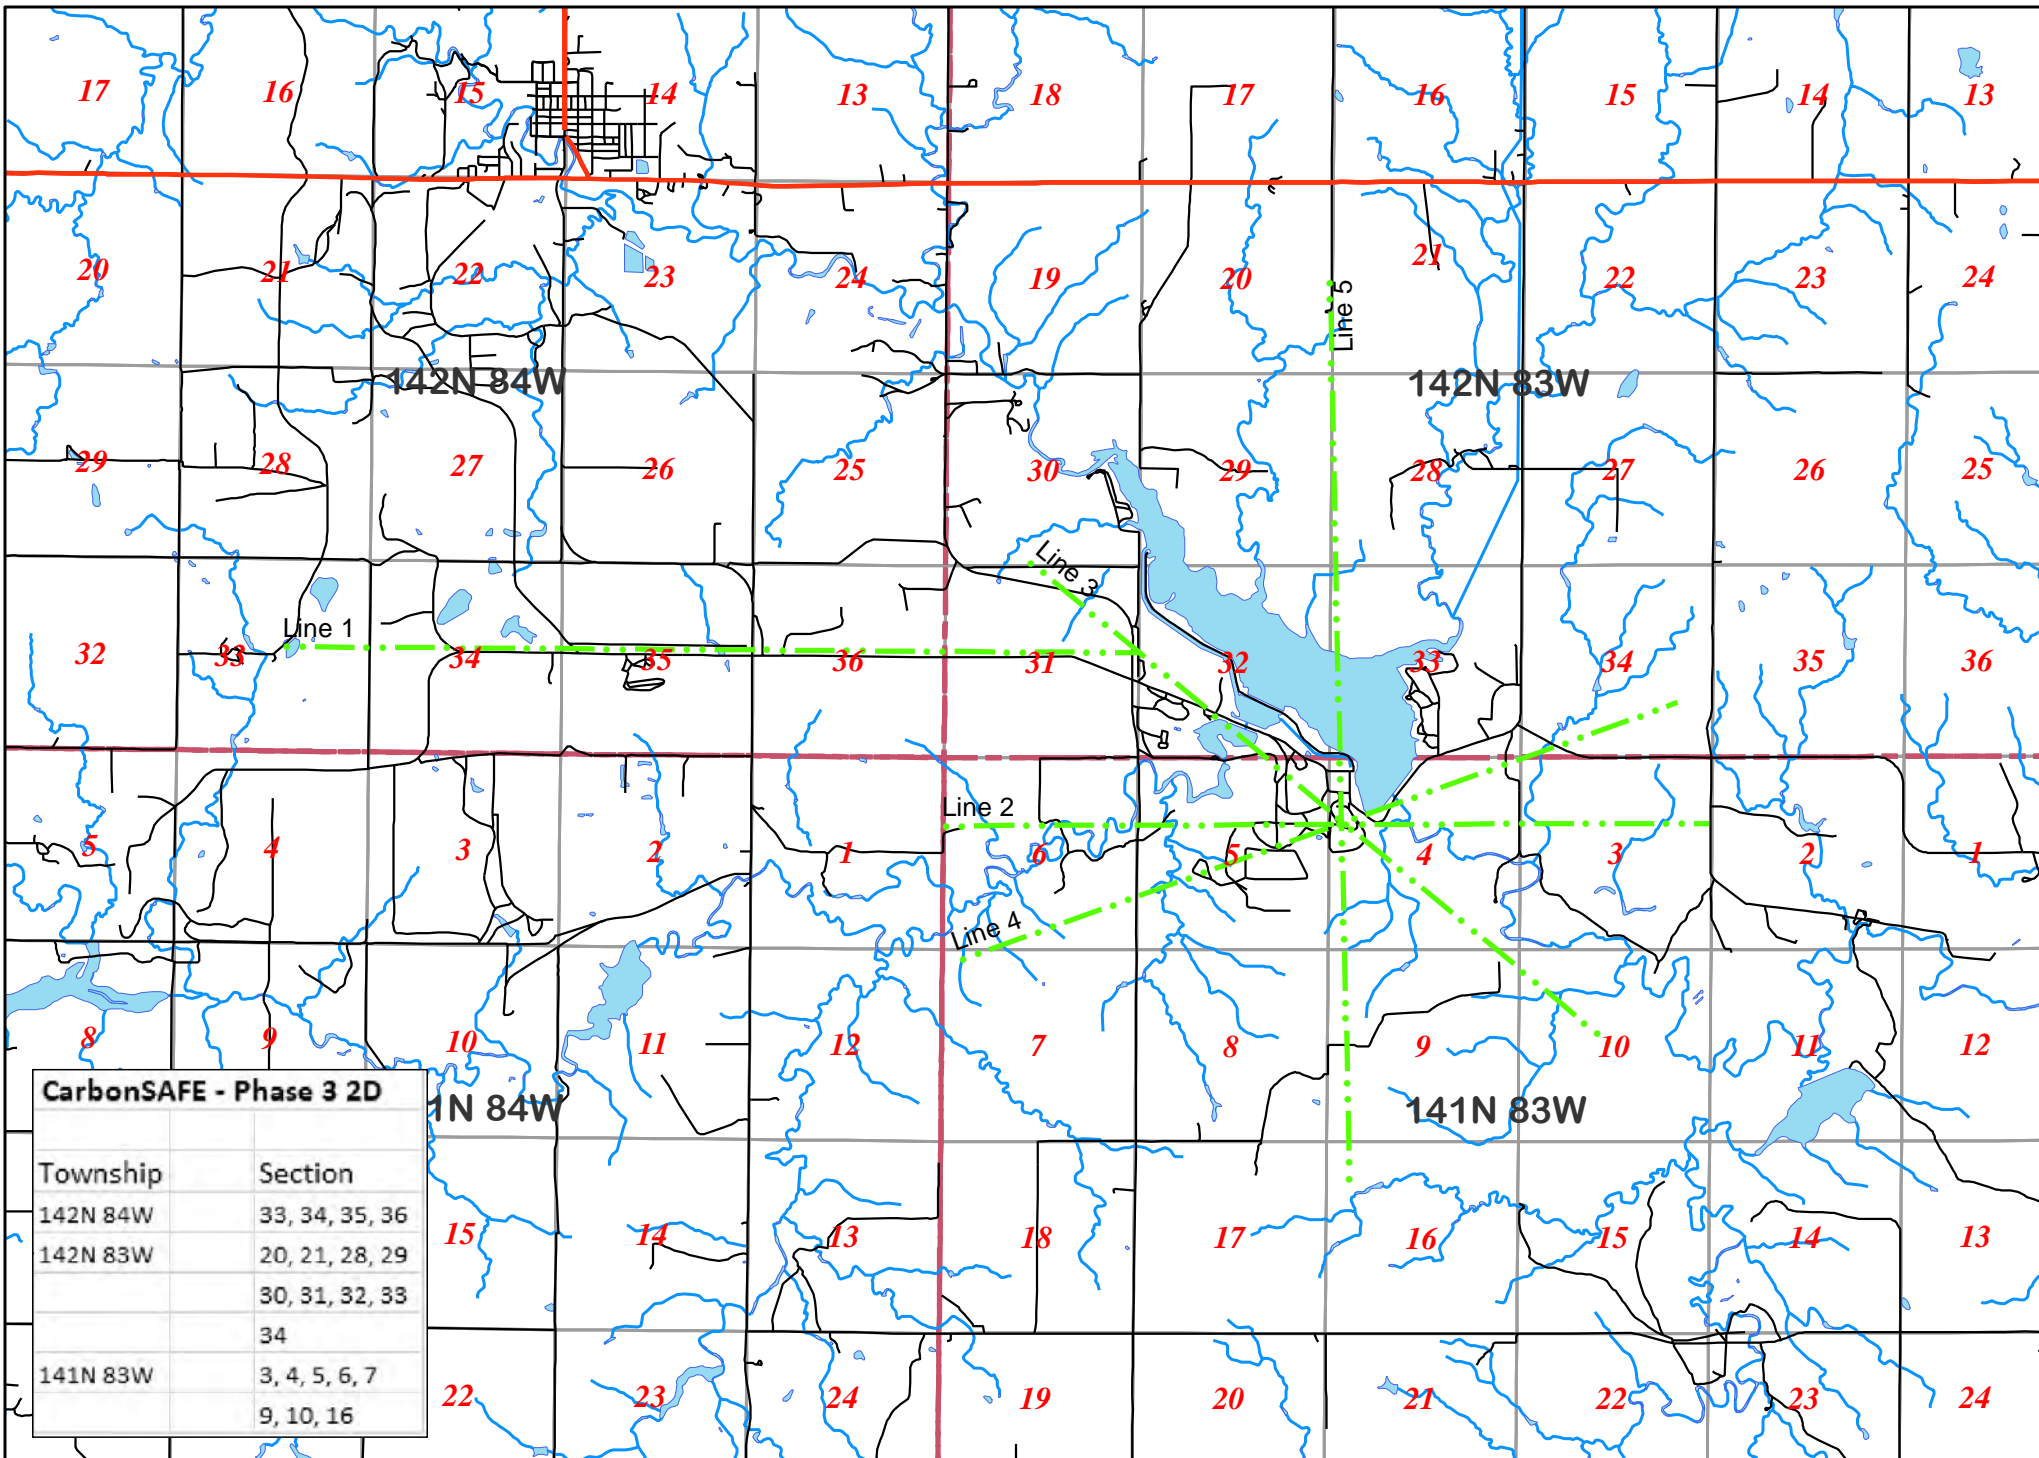 17 16 15 14 13 18 17 16 15 14 13
20 21 22 23 24 19 20 21 22 23 24
Line 5
142N 84W 142N 83W
29 28 27 26 25 30 29 28 27 26 25
Line 3
Line 1
32 33 34 35 36 31 32 33 34 35 36
Line 2
5 4 3 2 1 6 5 4 3 2 1
Line 4
8 9 10 11 12 7 8 9 10 11 12
1N 84W 141N 83W
15 14 13 18 17 16 15 14 13
22 23 24 19 20 21 22 23 24
CarbonSAFE - Phase 3 2D
Township Section
142N 84W 33, 34, 35, 36
142N 83W 20, 21, 28, 29
30, 31, 32, 33
34
141N 83W 3, 4, 5, 6, 7
9, 10, 16